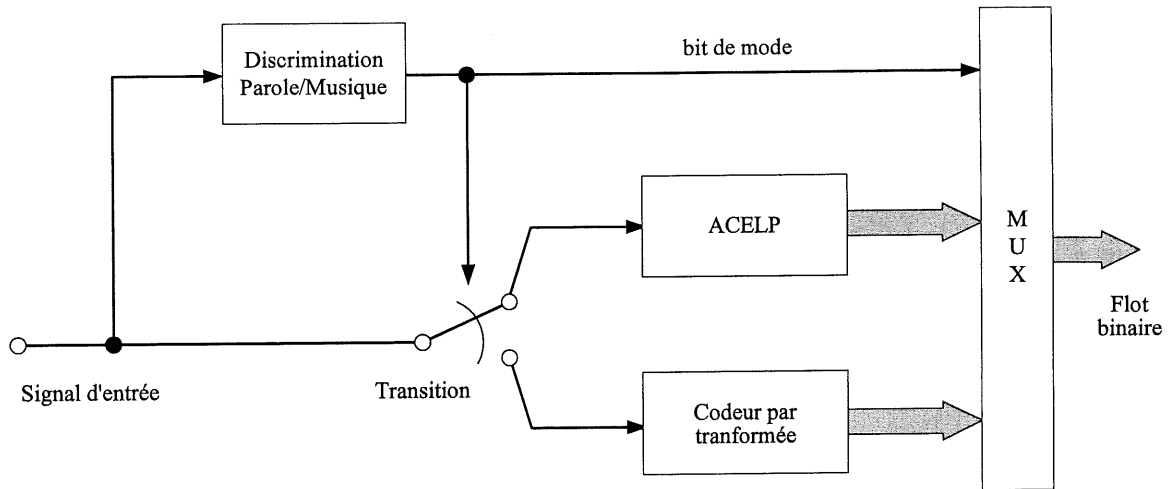 Discrimination
Parole/Musique
bit de mode
ACELP
M
U
X
Flot
binaire
Signal d'entrée
Transition
Codeur par
tranformée